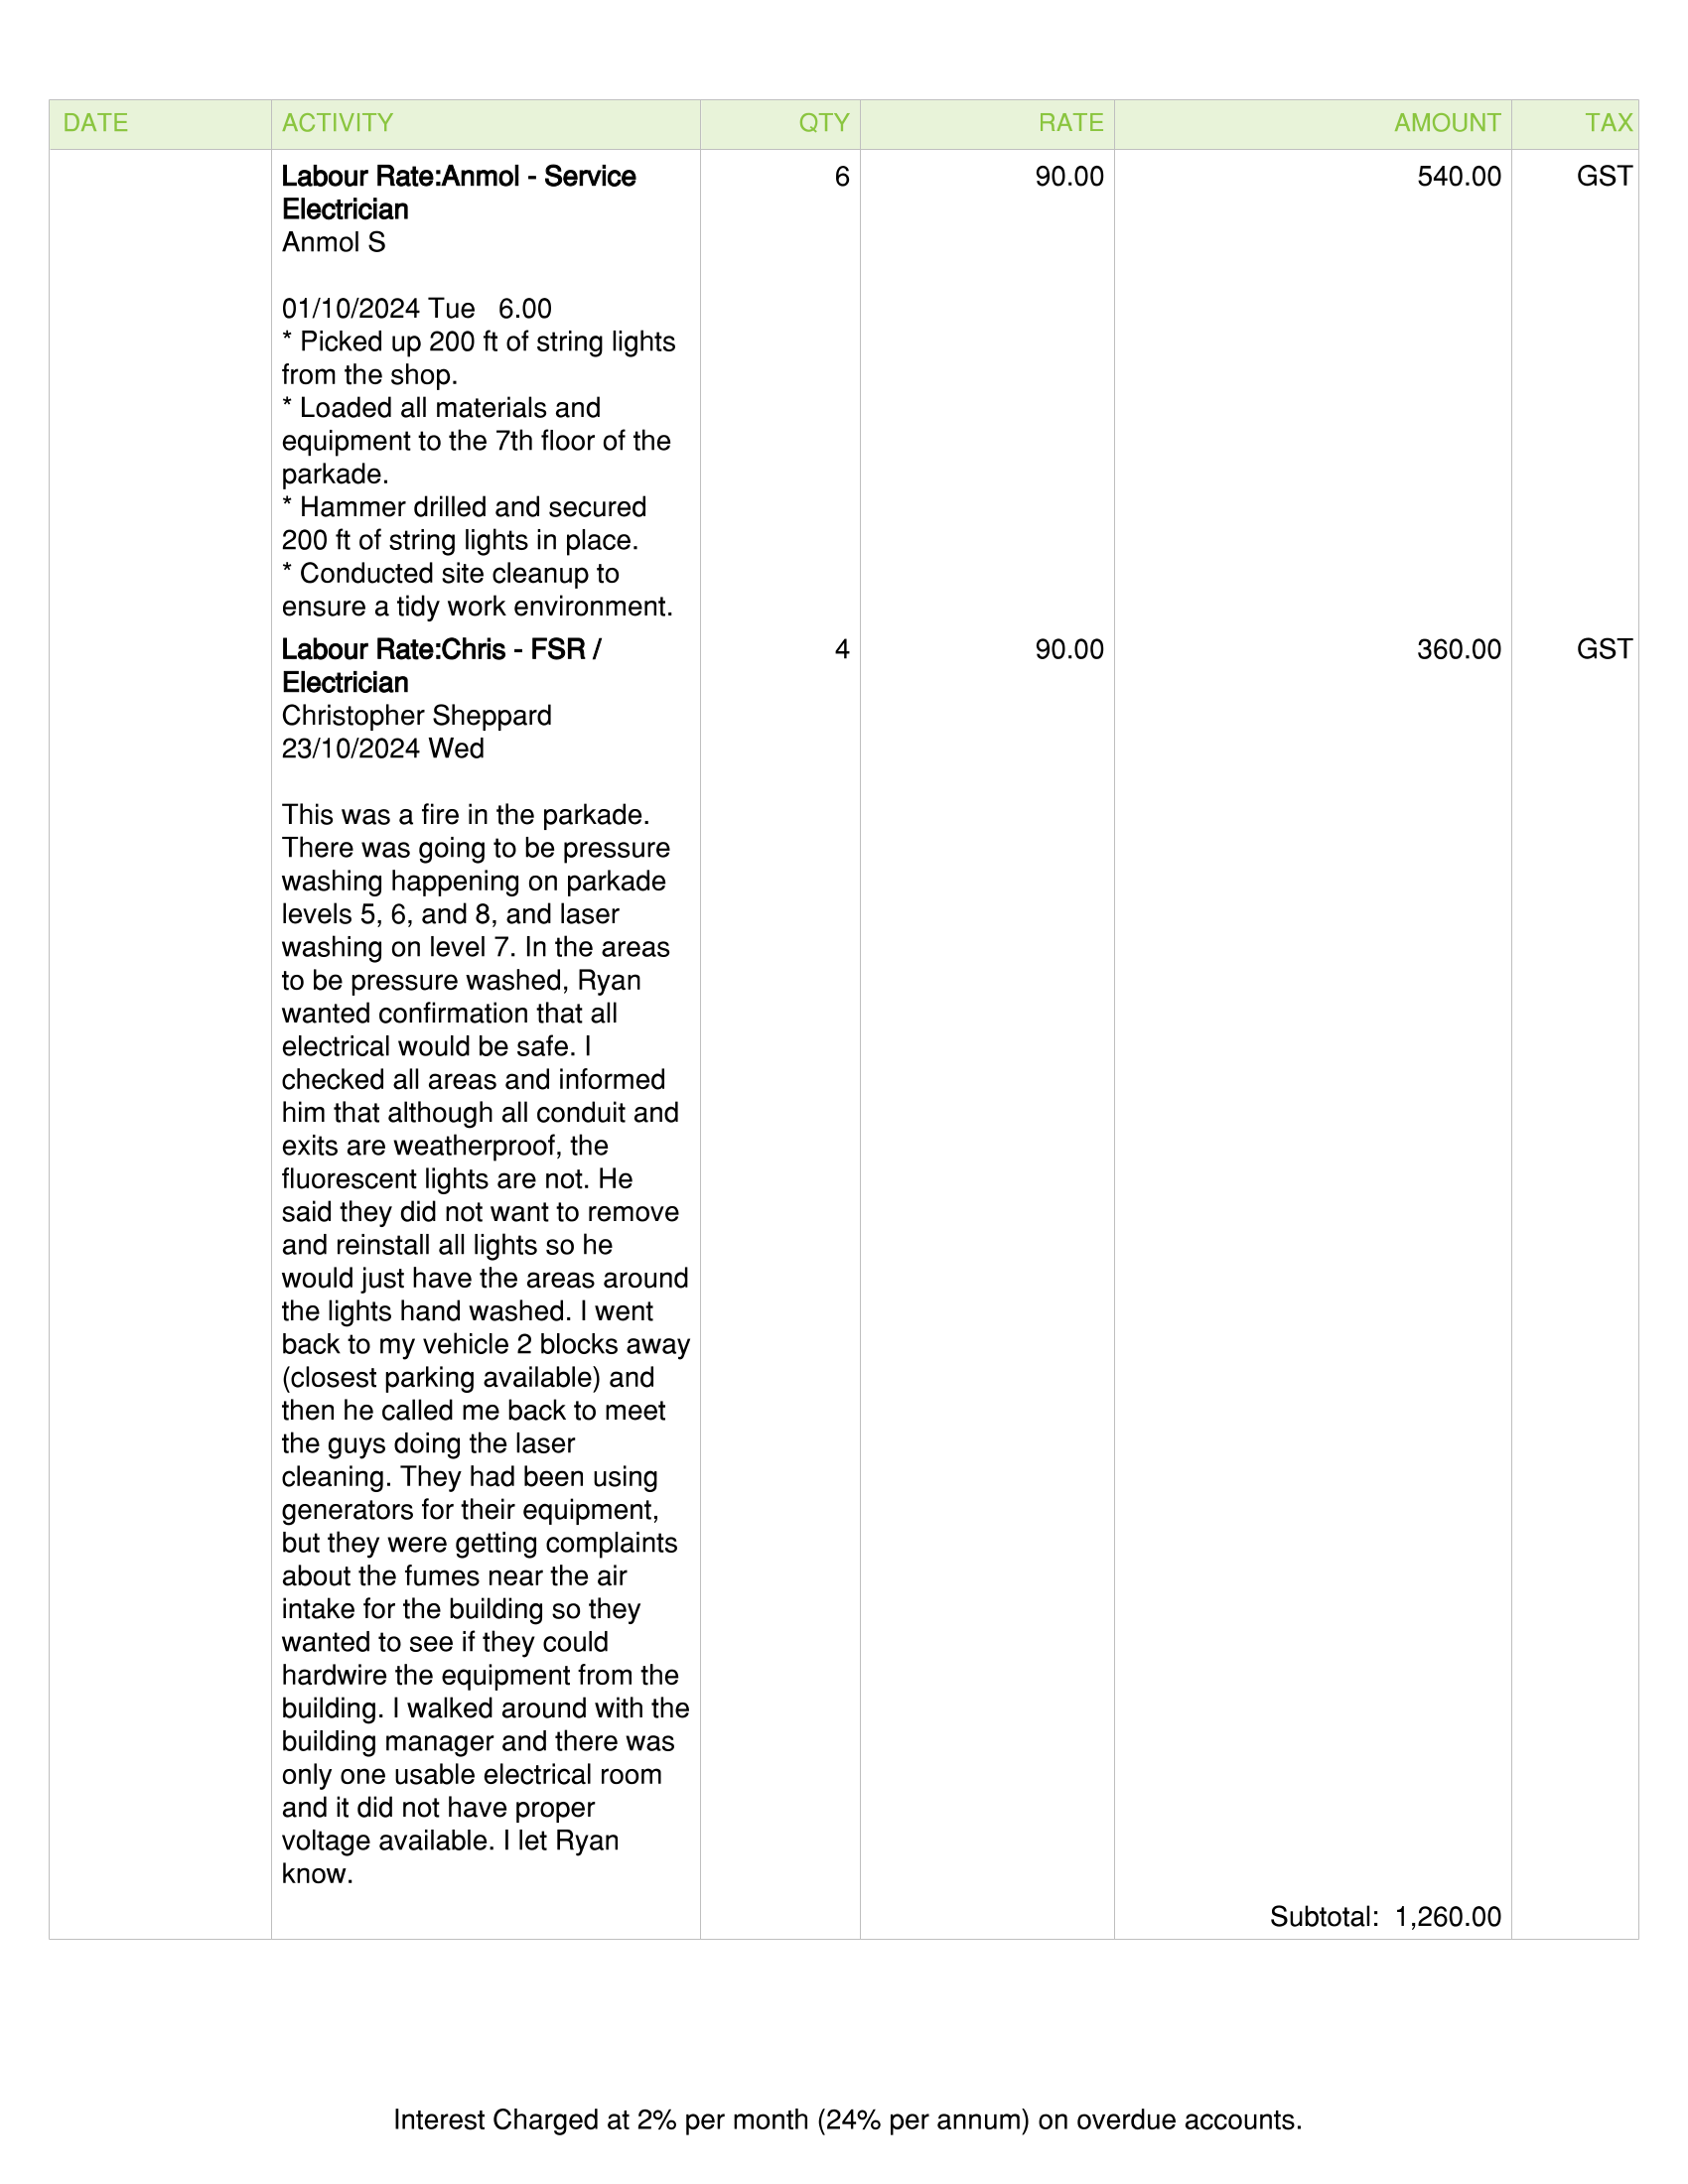 DATE ACTIVITY QTY RATE AMOUNT TAX
Labour Rate:Anmol - Service 6 90.00 540.00 GST
Electrician
Anmol S
01/10/2024 Tue   6.00
* Picked up 200 ft of string lights
from the shop.
* Loaded all materials and
equipment to the 7th floor of the
parkade.
* Hammer drilled and secured
200 ft of string lights in place.
* Conducted site cleanup to
ensure a tidy work environment.
Labour Rate:Chris - FSR / 4 90.00 360.00 GST
Electrician
Christopher Sheppard
23/10/2024 Wed
This was a fire in the parkade.
There was going to be pressure
washing happening on parkade
levels 5, 6, and 8, and laser
washing on level 7. In the areas
to be pressure washed, Ryan
wanted confirmation that all
electrical would be safe. I
checked all areas and informed
him that although all conduit and
exits are weatherproof, the
fluorescent lights are not. He
said they did not want to remove
and reinstall all lights so he
would just have the areas around
the lights hand washed. I went
back to my vehicle 2 blocks away
(closest parking available) and
then he called me back to meet
the guys doing the laser
cleaning. They had been using
generators for their equipment,
but they were getting complaints
about the fumes near the air
intake for the building so they
wanted to see if they could
hardwire the equipment from the
building. I walked around with the
building manager and there was
only one usable electrical room
and it did not have proper
voltage available. I let Ryan
know.
Subtotal: 1,260.00
Interest Charged at 2% per month (24% per annum) on overdue accounts.